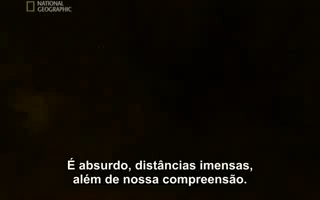 NATIONAL
GEOGRAPHIC
É absurdo, distâncias imensas,
além de nossa compreensão.